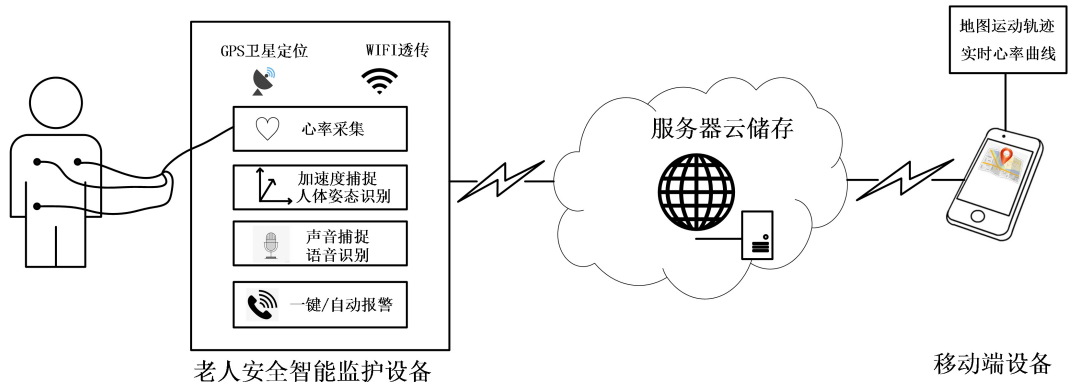 GPS卫星定位
WIFI透传
心率采集
加速度捕捉
人体姿态识别
声音捕捉
语音识别
一键/自动报警
老人安全智能监护设备
服务器云储存
地图运动轨迹
实时心率曲线
移动端设备